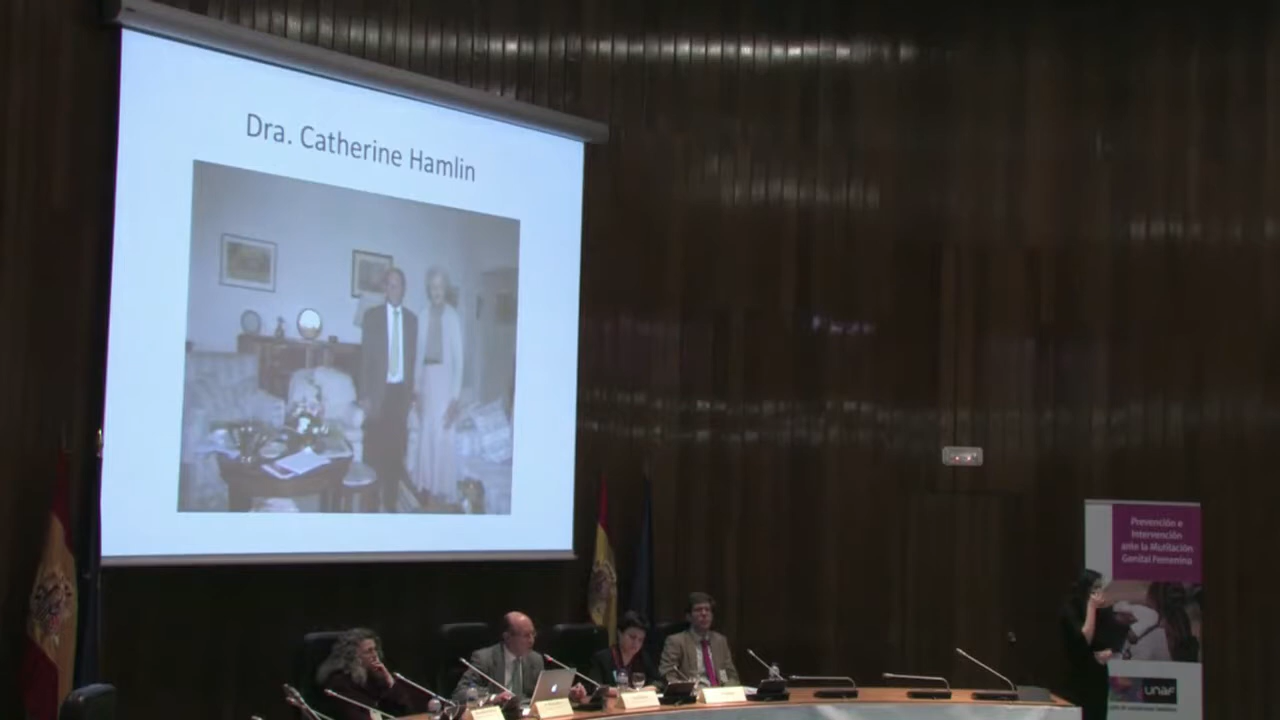 Dra. Catherine Hamlin
Prevención e
Intervención
ante la Mutilación
Genital Femenina
unaf